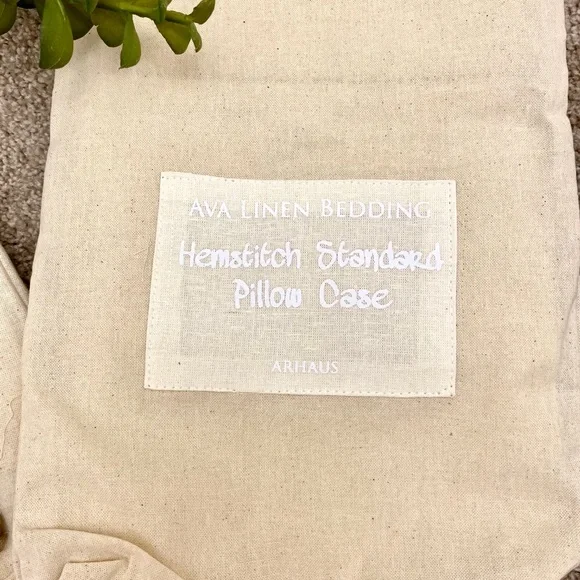 AVA LINEN BEDDING
Hemstitch Standard
Pillow Case
ARHAUS